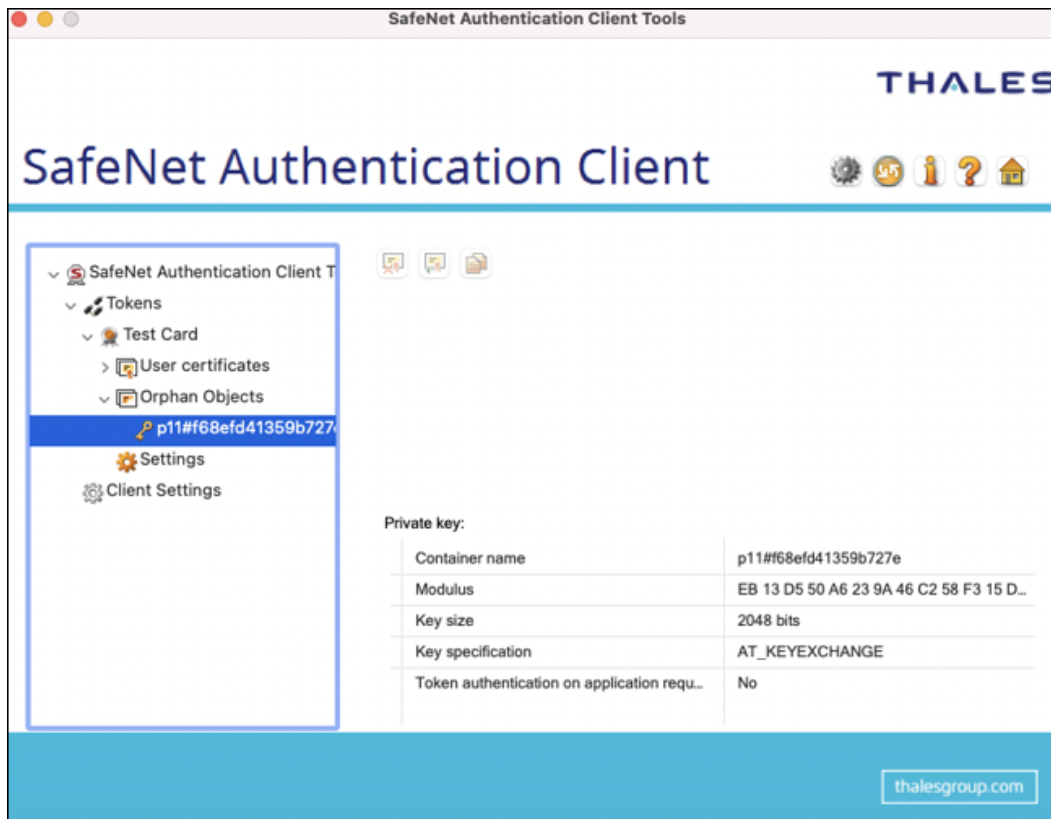 SafeNet Authentication Client Tools
THALES
SafeNet Authentication Client
SafeNet Authentication Client T
Tokens
Test Card
User certificates
Orphan Objects
p11#f68efd41359b727
Settings
Client Settings
Private key:
Container name p11#f68efd41359b727e
Modulus EB 13 D5 50 A6 23 9A 46 C2 58 F3 15 D...
Key size 2048 bits
Key specification AT_KEYEXCHANGE
Token authentication on application requ... No
thalesgroup.com